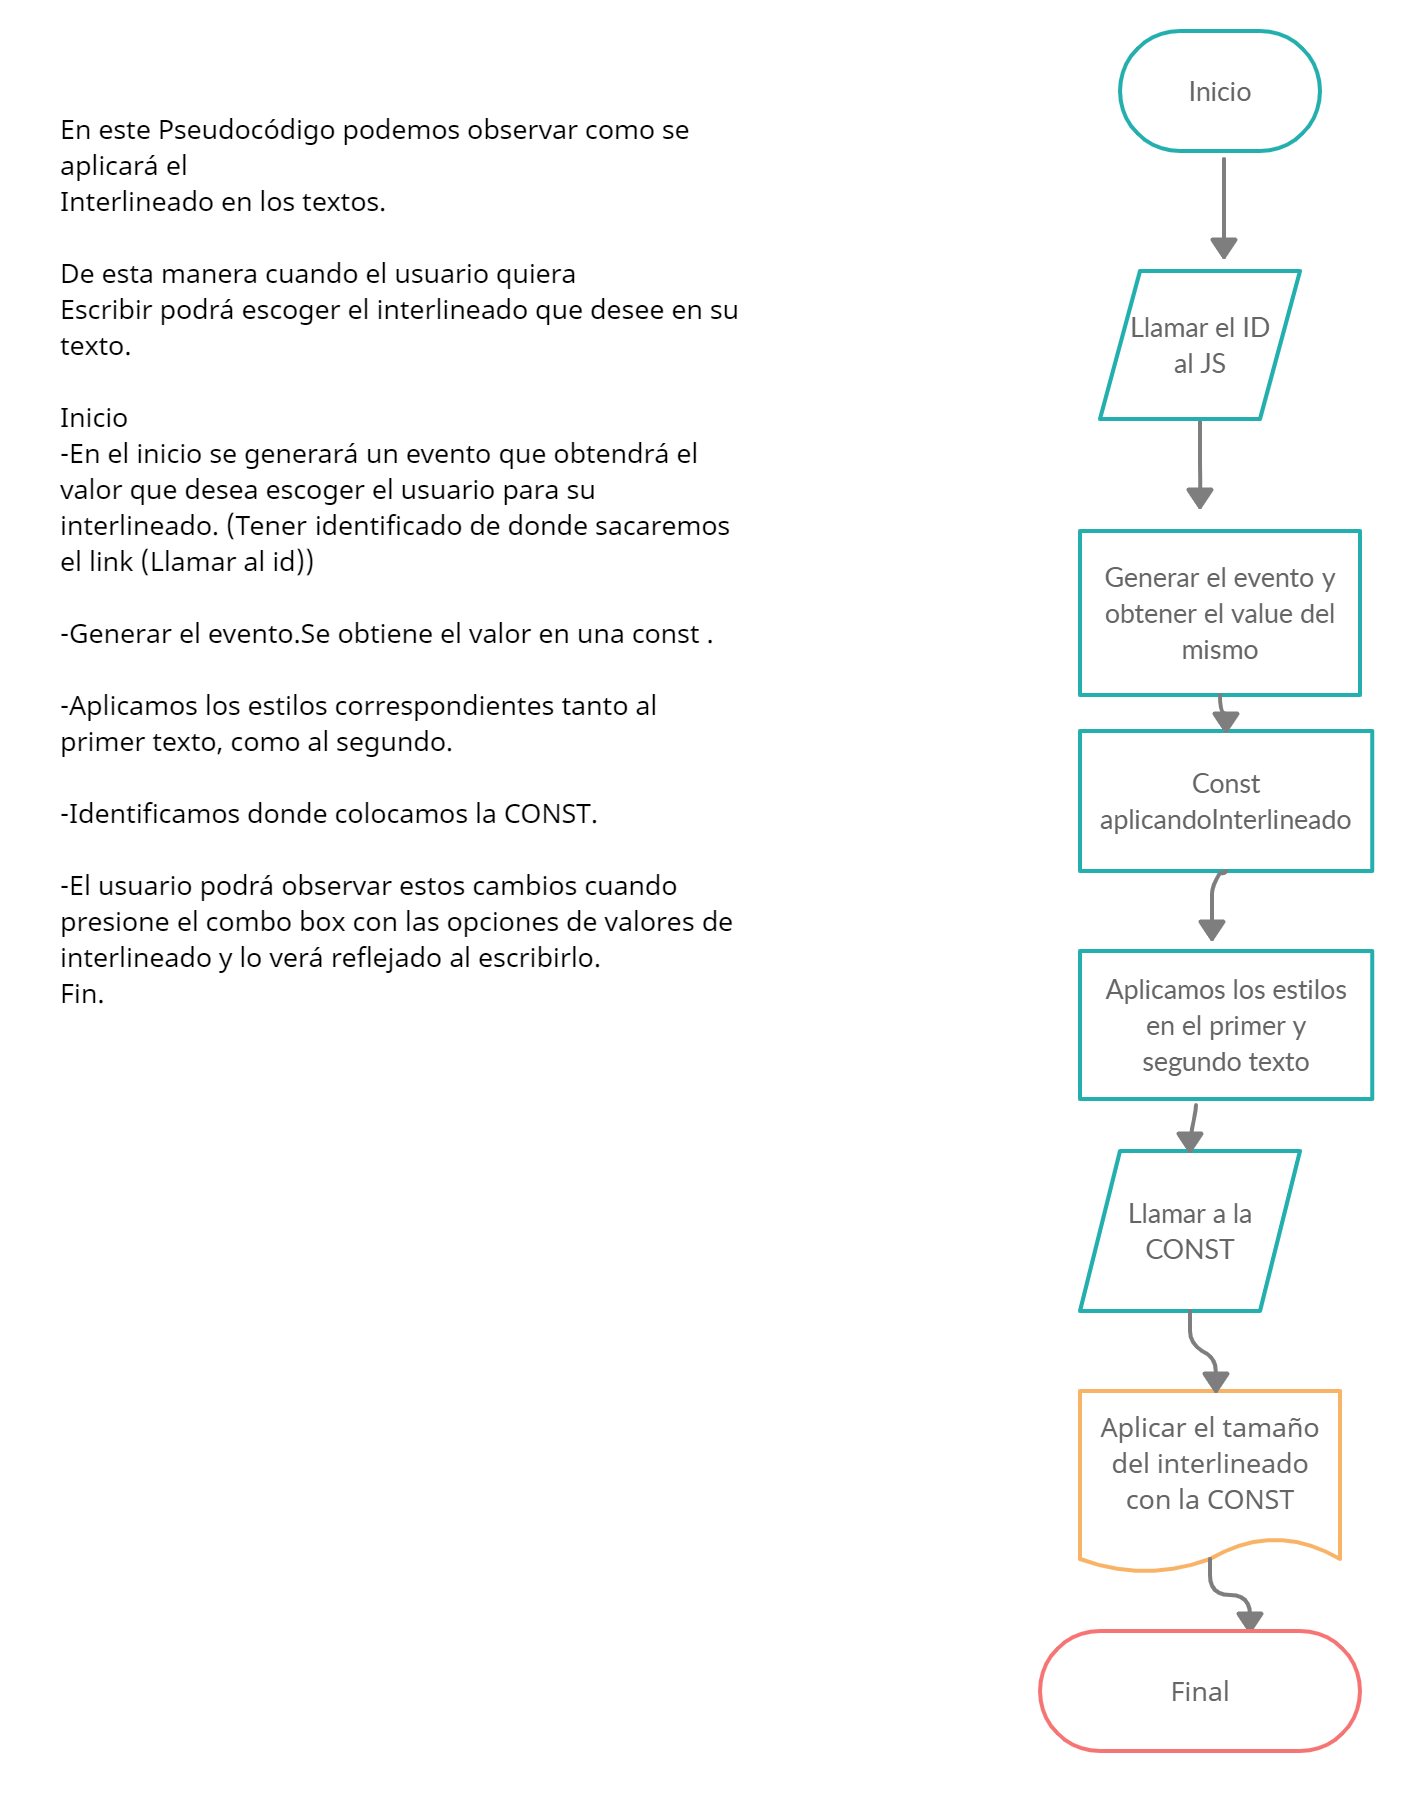 En este Pseudocódigo podemos observar como se
aplicará el
Interlineado en los textos.
De esta manera cuando el usuario quiera
Escribir podrá escoger el interlineado que desee en su
texto.
Inicio
-En el inicio se generará un evento que obtendrá el
valor que desea escoger el usuario para su
interlineado. (Tener identificado de donde sacaremos
el link (Llamar al id))
-Generar el evento.Se obtiene el valor en una const .
-Aplicamos los estilos correspondientes tanto al
primer texto, como al segundo.
-Identificamos donde colocamos la CONST.
-El usuario podrá observar estos cambios cuando
presione el combo box con las opciones de valores de
interlineado y lo verá reflejado al escribirlo.
Fin.
Inicio
Llamar el ID
al JS
Generar el evento y
obtener el value del
mismo
Const
aplicandoInterlineado
Aplicamos los estilos
en el primer y
segundo texto
Llamar a la
CONST
Aplicar el tamaño
del interlineado
con la CONST
Final